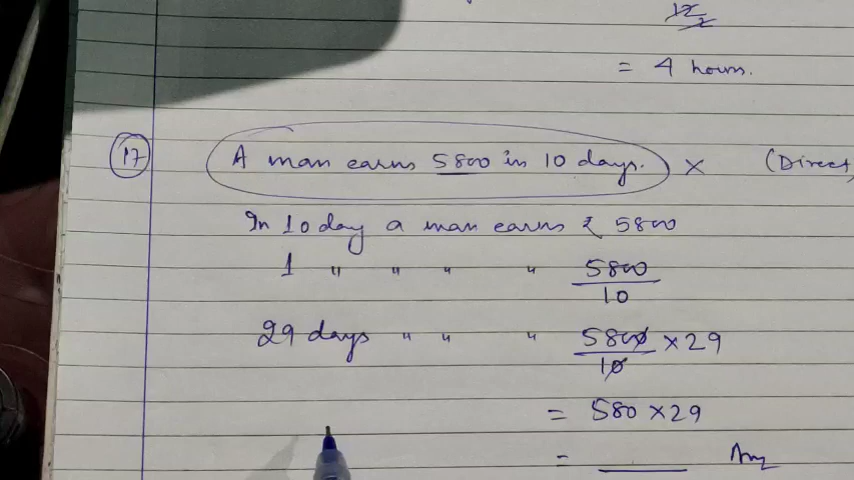 = 4 hours.
17 A man earns 5800 in 10 days. × (Direct
In 10 day a man earns ₹ 5800
1 " " " " 5800/10
29 days " " " 5800/10 × 29
= 580 × 29
= ____ Ans